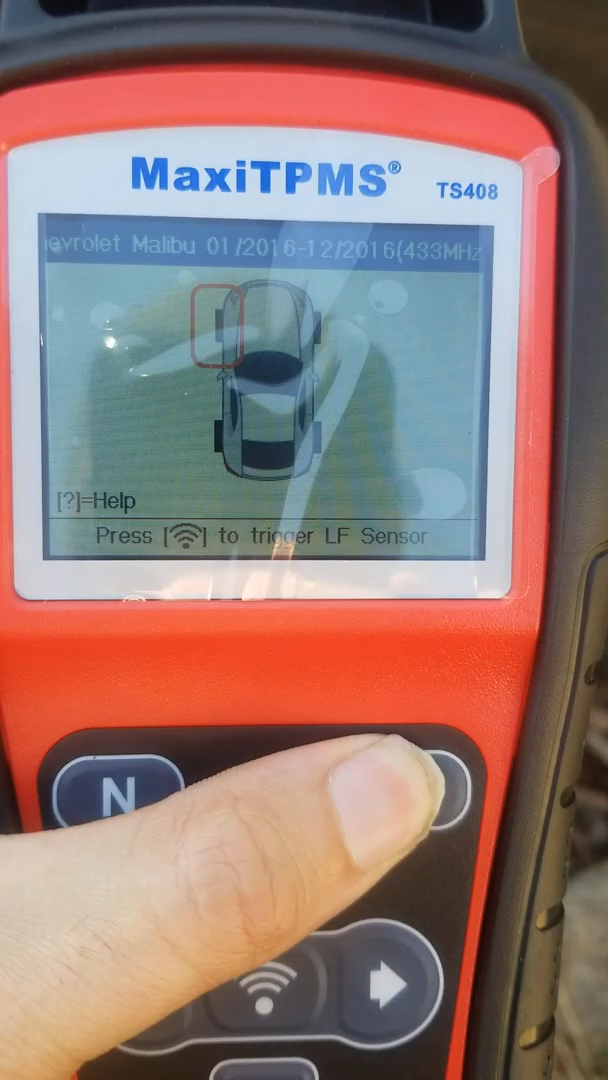 MaxiTPMS®
TS408
evrolet Malibu 01/2016-12/2016(433MHz
[?]=Help
Press [ ] to trigger LF Sensor
N